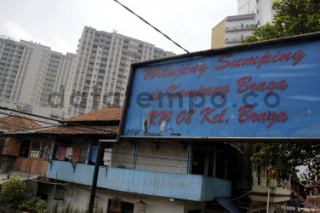 Wilujeng Sumping
di Kampung Braga
RW 08 Kel. Braga
datatempo.co